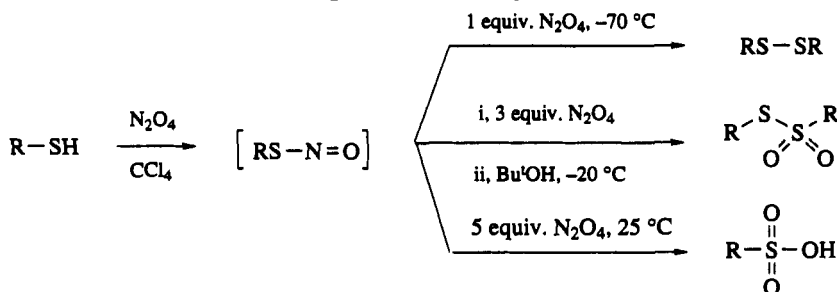 1 equiv. N₂O₄, –70 °C
RS–SR
R–SH
N₂O₄
CCl₄
[RS–N=O]
i, 3 equiv. N₂O₄
ii, BuᵗOH, –20 °C
R S S R
O O
5 equiv. N₂O₄, 25 °C
O
R–S–OH
O